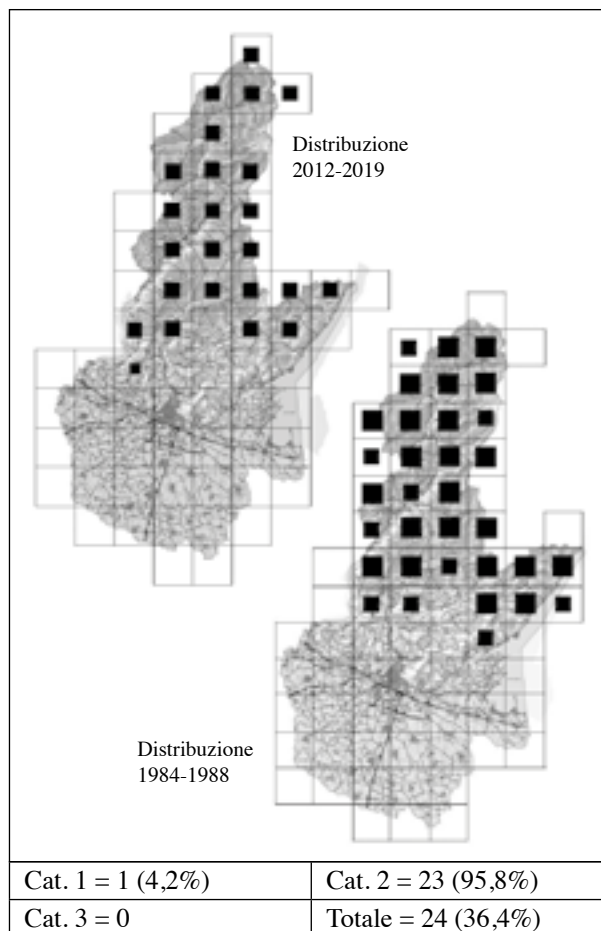 Distribuzione
2012-2019
Distribuzione
1984-1988
Cat. 1 = 1 (4,2%)
Cat. 2 = 23 (95,8%)
Cat. 3 = 0
Totale = 24 (36,4%)